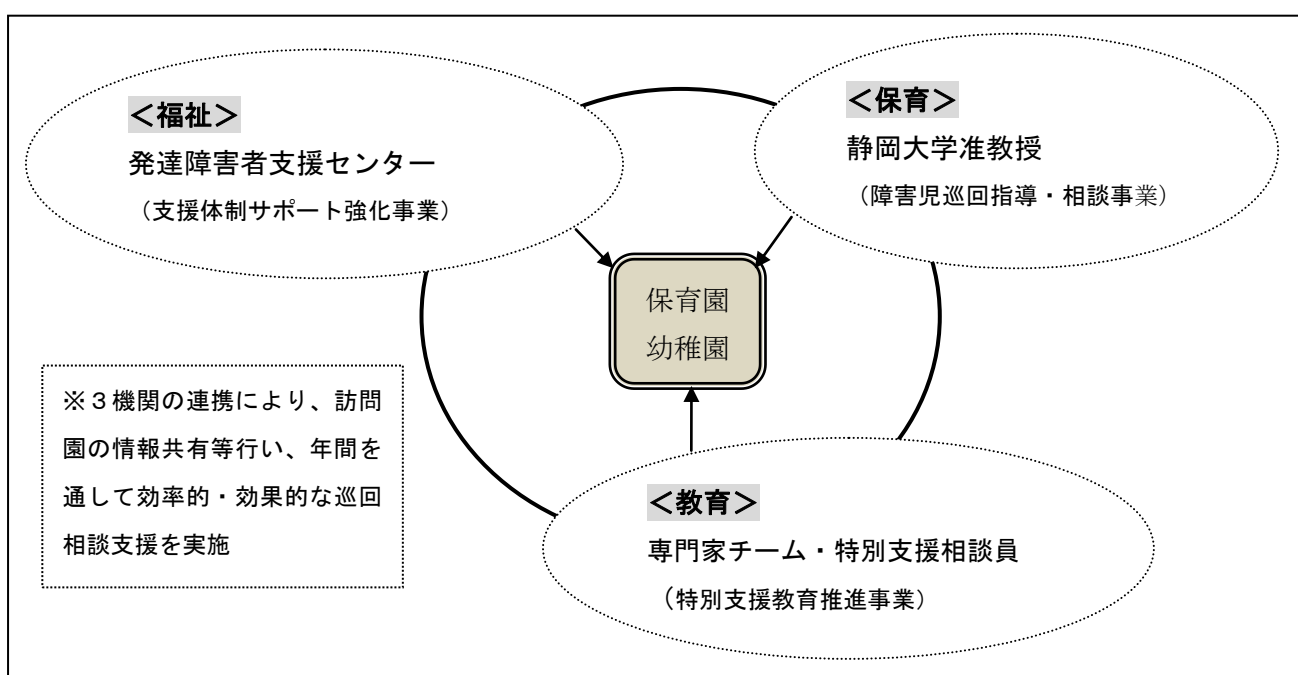 <福祉>
発達障害者支援センター
(支援体制サポート強化事業)
<保育>
静岡大学准教授
(障害児巡回指導・相談事業)
保育園
幼稚園
※3機関の連携により、訪問
園の情報共有等行い、年間を
通して効率的・効果的な巡回
相談支援を実施
<教育>
専門家チーム・特別支援相談員
(特別支援教育推進事業)